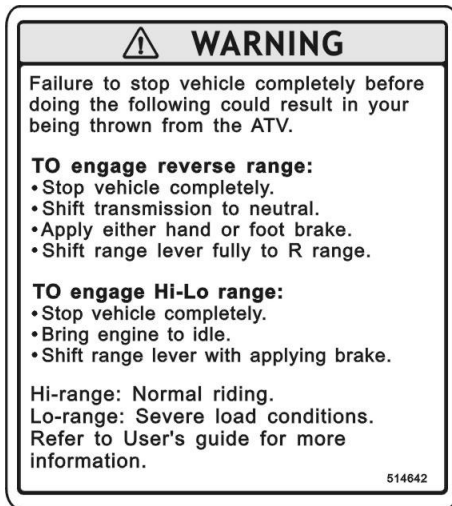 WARNING
Failure to stop vehicle completely before
doing the following could result in your
being thrown from the ATV.
TO engage reverse range:
•Stop vehicle completely.
•Shift transmission to neutral.
•Apply either hand or foot brake.
•Shift range lever fully to R range.
TO engage Hi-Lo range:
•Stop vehicle completely.
•Bring engine to idle.
•Shift range lever with applying brake.
Hi-range: Normal riding.
Lo-range: Severe load conditions.
Refer to User's guide for more
information.
514642